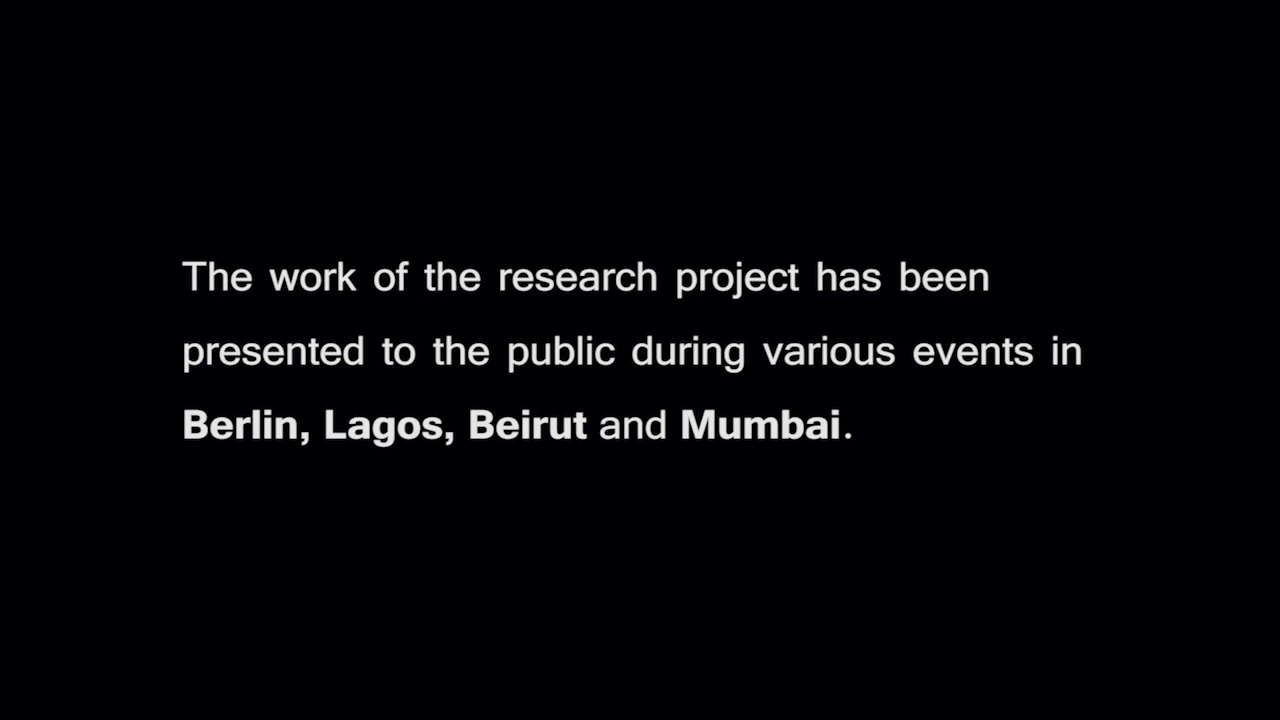 The work of the research project has been
presented to the public during various events in
Berlin, Lagos, Beirut and Mumbai.